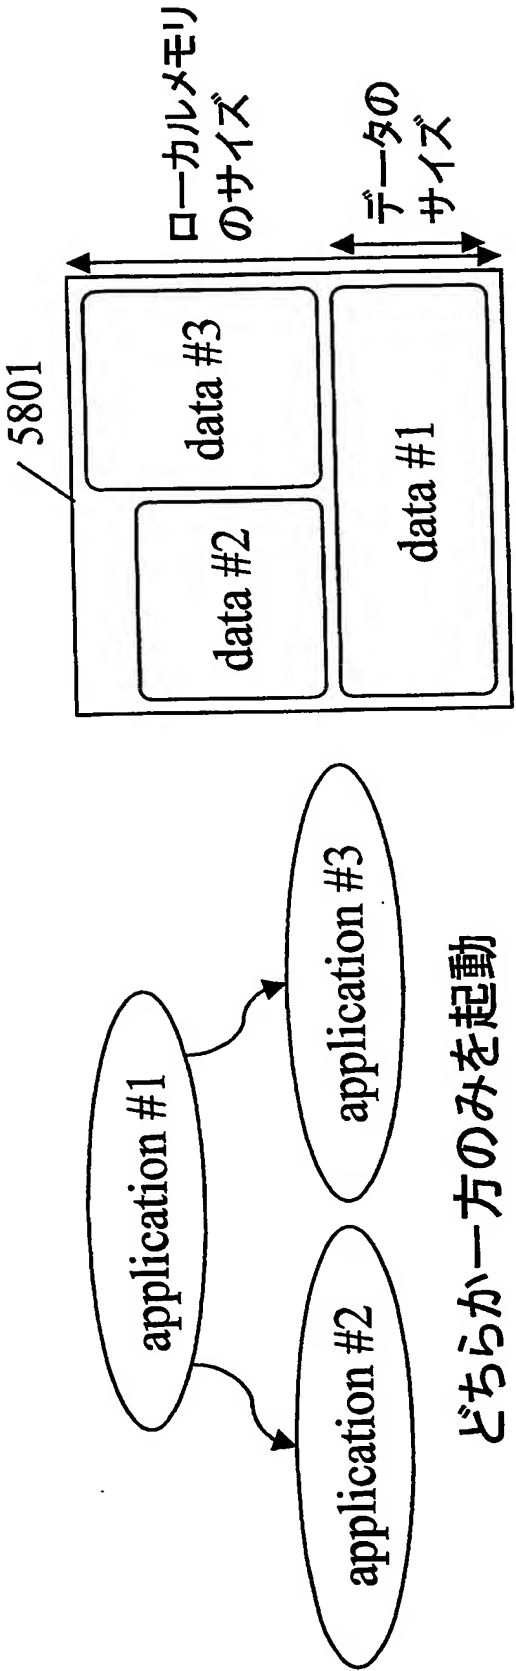 application #1
application #2
application #3
どちらか一方のみを起動
5801
data #2
data #3
data #1
ローカルメモリ
のサイズ
データの
サイズ